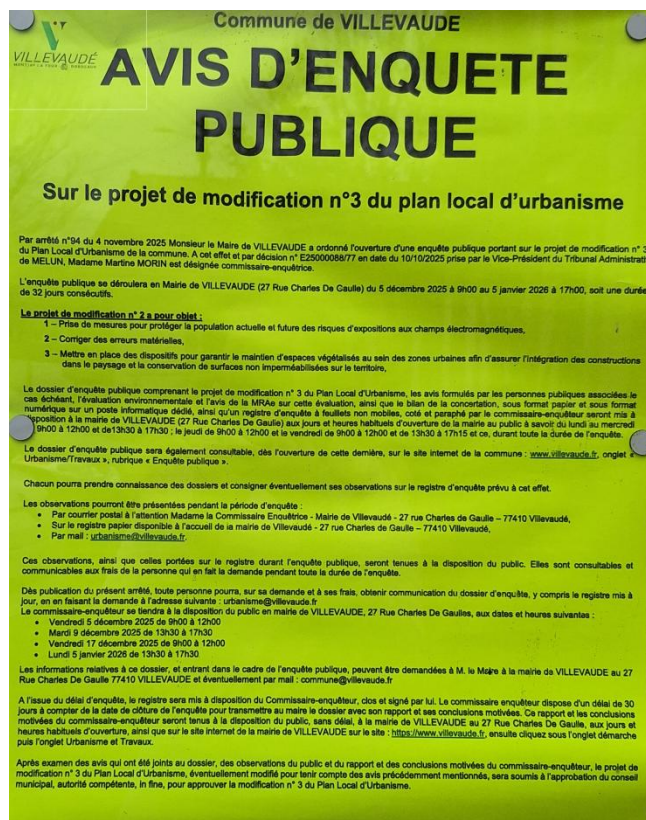 VILLEVAUDÉ
Commune de VILLEVAUDE
AVIS D'ENQUETE
PUBLIQUE
Sur le projet de modification n°3 du plan local d'urbanisme
Par arrêté n°94 du 4 novembre 2025 Monsieur le Maire de VILLEVAUDE a ordonné l'ouverture d'une enquête publique portant sur le projet de modification n° 3
du Plan Local d'Urbanisme de la commune. A cet effet et par décision n° E25000088/77 en date du 10/10/2025 prise par le Vice-Président du Tribunal Administratif
de MELUN, Madame Martine MORIN est désignée commissaire-enquêtrice.
L'enquête publique se déroulera en Mairie de VILLEVAUDE (27 Rue Charles De Gaulle) du 5 décembre 2025 à 9h00 au 5 janvier 2026 à 17h00, soit une durée
de 32 jours consécutifs.
Le projet de modification n° 2 a pour objet :
1 – Prise de mesures pour protéger la population actuelle et future des risques d'expositions aux champs électromagnétiques,
2 – Corriger des erreurs matérielles,
3 – Mettre en place des dispositifs pour garantir le maintien d'espaces végétalisés au sein des zones urbaines afin d'assurer l'intégration des constructions
dans le paysage et la conservation de surfaces non imperméabilisées sur le territoire,
Le dossier d'enquête publique comprenant le projet de modification n° 3 du Plan Local d'Urbanisme, les avis formulés par les personnes publiques associées le
cas échéant, l'évaluation environnementale et l'avis de la MRAe sur cette évaluation, ainsi que le bilan de la concertation, sous format papier et sous format
numérique sur un poste informatique dédié, ainsi qu'un registre d'enquête à feuillets non mobiles, coté et paraphé par le commissaire-enquêteur seront mis à
disposition à la mairie de VILLEVAUDE (27 Rue Charles De Gaulle) aux jours et heures habituels d'ouverture de la mairie au public à savoir du lundi au mercredi
9h00 à 12h00 et de13h30 à 17h30 ; le jeudi de 9h00 à 12h00 et le vendredi de 9h00 à 12h00 et de 13h30 à 17h15 et ce, durant toute la durée de l'enquête.
Le dossier d'enquête publique sera également consultable, dès l'ouverture de cette dernière, sur le site internet de la commune : www.villevaude.fr, onglet «
Urbanisme/Travaux », rubrique « Enquête publique ».
Chacun pourra prendre connaissance des dossiers et consigner éventuellement ses observations sur le registre d'enquête prévu à cet effet.
Les observations pourront être présentées pendant la période d'enquête :
• Par courrier postal à l'attention Madame la Commissaire Enquêtrice - Mairie de Villevaudé - 27 rue Charles de Gaulle – 77410 Villevaudé,
• Sur le registre papier disponible à l'accueil de la mairie de Villevaudé - 27 rue Charles de Gaulle – 77410 Villevaudé,
• Par mail : urbanisme@villevaude.fr.
Ces observations, ainsi que celles portées sur le registre durant l'enquête publique, seront tenues à la disposition du public. Elles sont consultables et
communicables aux frais de la personne qui en fait la demande pendant toute la durée de l'enquête.
Dès publication du présent arrêté, toute personne pourra, sur sa demande et à ses frais, obtenir communication du dossier d'enquête, y compris le registre mis à
jour, en en faisant la demande à l'adresse suivante : urbanisme@villevaude.fr
Le commissaire-enquêteur se tiendra à la disposition du public en mairie de VILLEVAUDE, 27 Rue Charles De Gaulles, aux dates et heures suivantes :
• Vendredi 5 décembre 2025 de 9h00 à 12h00
• Mardi 9 décembre 2025 de 13h30 à 17h30
• Vendredi 17 décembre 2025 de 9h00 à 12h00
• Lundi 5 janvier 2026 de 13h30 à 17h30
Les informations relatives à ce dossier, et entrant dans le cadre de l'enquête publique, peuvent être demandées à M. le Maire à la mairie de VILLEVAUDE au 27
Rue Charles De Gaulle 77410 VILLEVAUDE et éventuellement par mail : commune@villevaude.fr
A l'issue du délai d'enquête, le registre sera mis à disposition du Commissaire-enquêteur, clos et signé par lui. Le commissaire enquêteur dispose d'un délai de 30
jours à compter de la date de clôture de l'enquête pour transmettre au maire le dossier avec son rapport et ses conclusions motivées. Ce rapport et les conclusions
motivées du commissaire-enquêteur seront tenus à la disposition du public, sans délai, à la mairie de VILLEVAUDE au 27 Rue Charles De Gaulle, aux jours et
heures habituels d'ouverture, ainsi que sur le site internet de la mairie de VILLEVAUDE sur le site : https://www.villevaude.fr, ensuite cliquez sous l'onglet démarche
puis l'onglet Urbanisme et Travaux.
Après examen des avis qui ont été joints au dossier, des observations du public et du rapport et des conclusions motivées du commissaire-enquêteur, le projet de
modification n° 3 du Plan Local d'Urbanisme, éventuellement modifié pour tenir compte des avis précédemment mentionnés, sera soumis à l'approbation du conseil
municipal, autorité compétente, in fine, pour approuver la modification n° 3 du Plan Local d'Urbanisme.